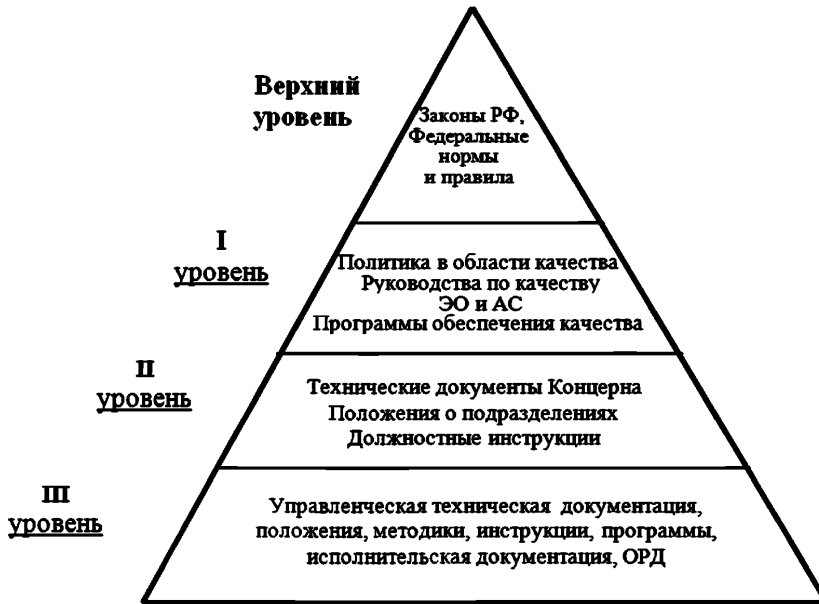 Верхний
уровень
Законы РФ,
Федеральные
нормы
и правила
I
уровень
Политика в области качества
Руководства по качеству
ЭО и АС
Программы обеспечения качества
II
уровень
Технические документы Концерна
Положения о подразделениях
Должностные инструкции
III
уровень
Управленческая техническая документация,
положения, методики, инструкции, программы,
исполнительская документация, ОРД